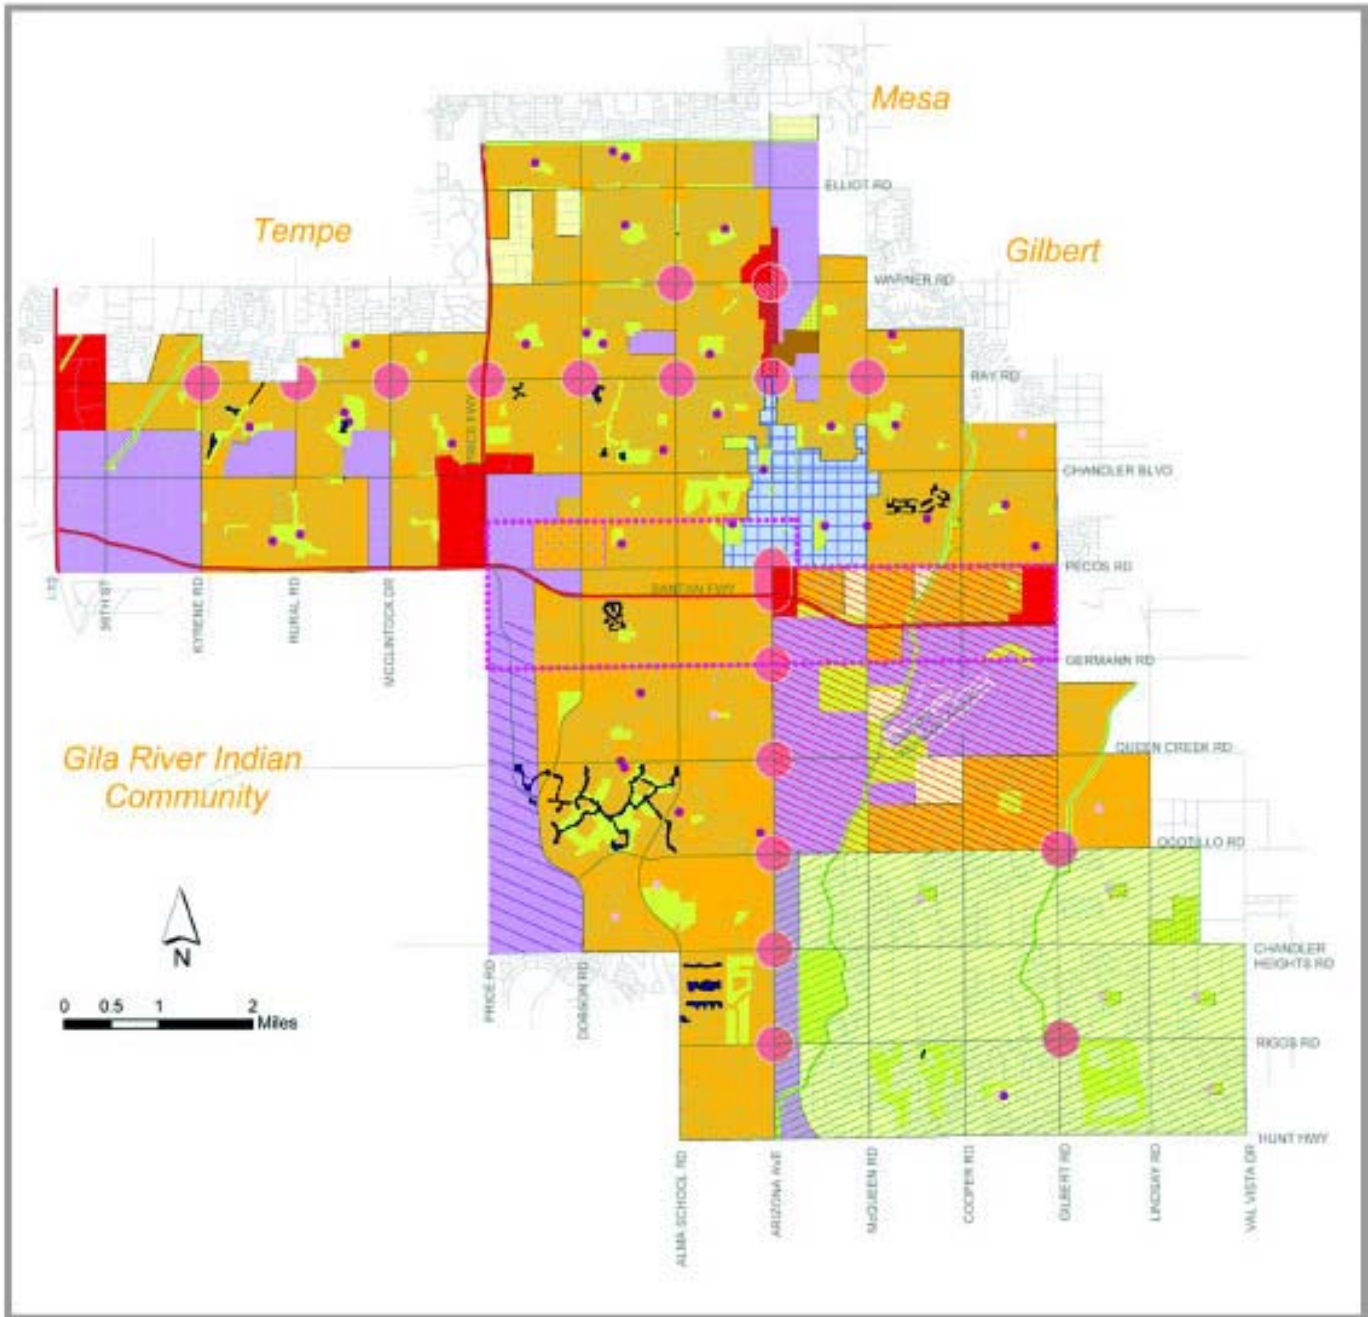 Mesa
ELLIOT RD
Tempe
Gilbert
WARNER RD
RAY RD
PRICE FWY
CHANDLER BLVD
PECOS RD
I-10
56TH ST
KYRENE RD
RURAL RD
MCCLINTOCK DR
SANTAN FWY
GERMANN RD
QUEEN CREEK RD
Gila River Indian
Community
OCOTILLO RD
N
CHANDLER
HEIGHTS RD
0 0.5 1 2
Miles
PRICE RD
DOBSON RD
RIGGS RD
HUNT HWY
ALMA SCHOOL RD
ARIZONA AVE
McQUEEN RD
COOPER RD
GILBERT RD
LINDSAY RD
VAL VISTA DR